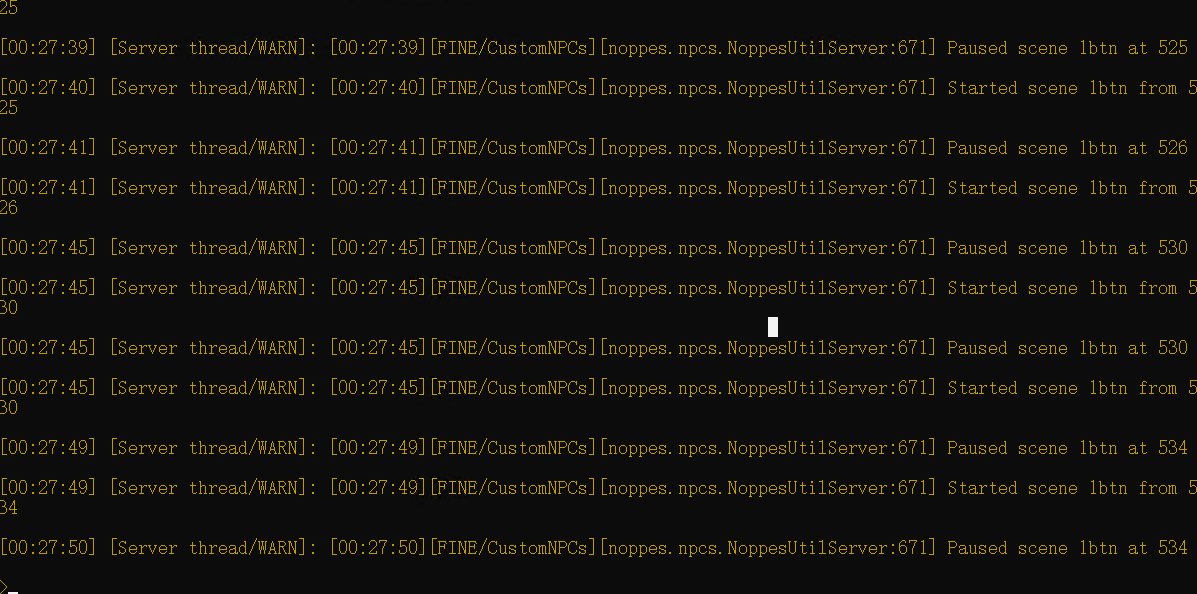 25
[00:27:39] [Server thread/WARN]: [00:27:39][FINE/CustomNPCs][noppes.npcs.NoppesUtilServer:671] Paused scene 1btn at 525
[00:27:40] [Server thread/WARN]: [00:27:40][FINE/CustomNPCs][noppes.npcs.NoppesUtilServer:671] Started scene 1btn from 5
25
[00:27:41] [Server thread/WARN]: [00:27:41][FINE/CustomNPCs][noppes.npcs.NoppesUtilServer:671] Paused scene 1btn at 526
[00:27:41] [Server thread/WARN]: [00:27:41][FINE/CustomNPCs][noppes.npcs.NoppesUtilServer:671] Started scene 1btn from 5
26
[00:27:45] [Server thread/WARN]: [00:27:45][FINE/CustomNPCs][noppes.npcs.NoppesUtilServer:671] Paused scene 1btn at 530
[00:27:45] [Server thread/WARN]: [00:27:45][FINE/CustomNPCs][noppes.npcs.NoppesUtilServer:671] Started scene 1btn from 5
30
[00:27:45] [Server thread/WARN]: [00:27:45][FINE/CustomNPCs][noppes.npcs.NoppesUtilServer:671] Paused scene 1btn at 530
[00:27:45] [Server thread/WARN]: [00:27:45][FINE/CustomNPCs][noppes.npcs.NoppesUtilServer:671] Started scene 1btn from 5
30
[00:27:49] [Server thread/WARN]: [00:27:49][FINE/CustomNPCs][noppes.npcs.NoppesUtilServer:671] Paused scene 1btn at 534
[00:27:49] [Server thread/WARN]: [00:27:49][FINE/CustomNPCs][noppes.npcs.NoppesUtilServer:671] Started scene 1btn from 5
34
[00:27:50] [Server thread/WARN]: [00:27:50][FINE/CustomNPCs][noppes.npcs.NoppesUtilServer:671] Paused scene 1btn at 534
>